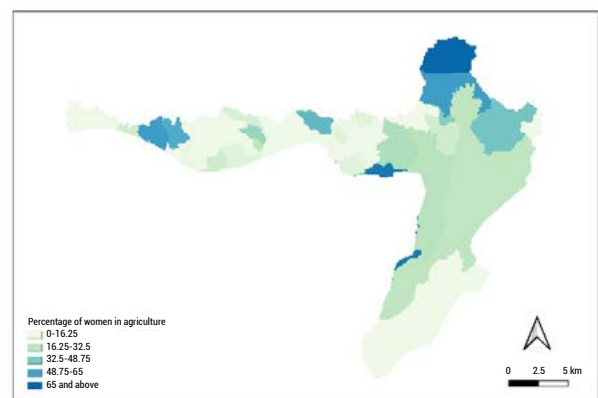 Percentage of women in agriculture
0-16.25
16.25-32.5
32.5-48.75
48.75-65
65 and above
0 2.5 5 km